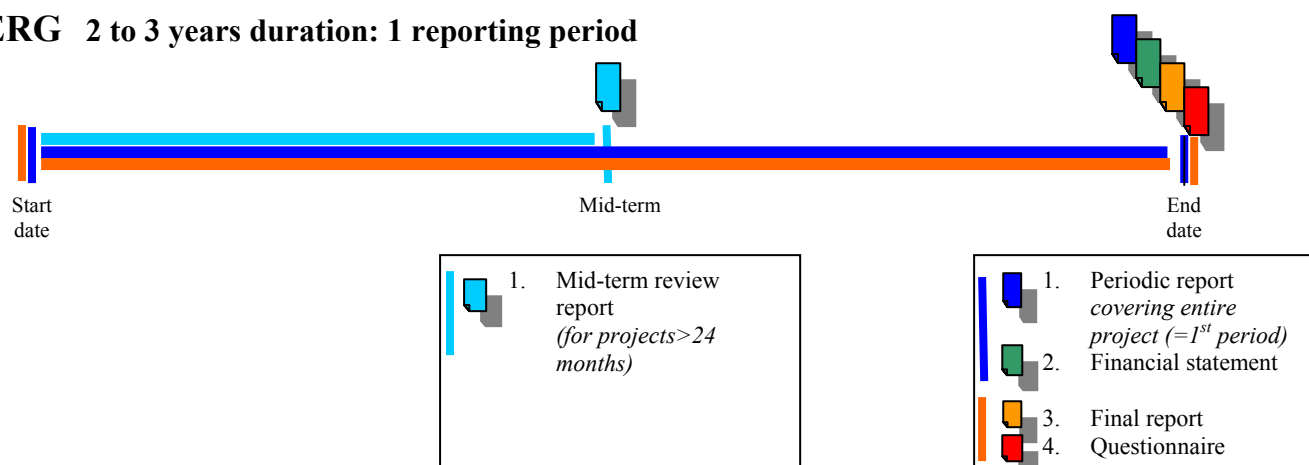 ERG 2 to 3 years duration: 1 reporting period
Start
date
Mid-term
End
date
1. Mid-term review
report
(for projects>24
months)
1. Periodic report
covering entire
project (=1st period)
2. Financial statement
3. Final report
4. Questionnaire